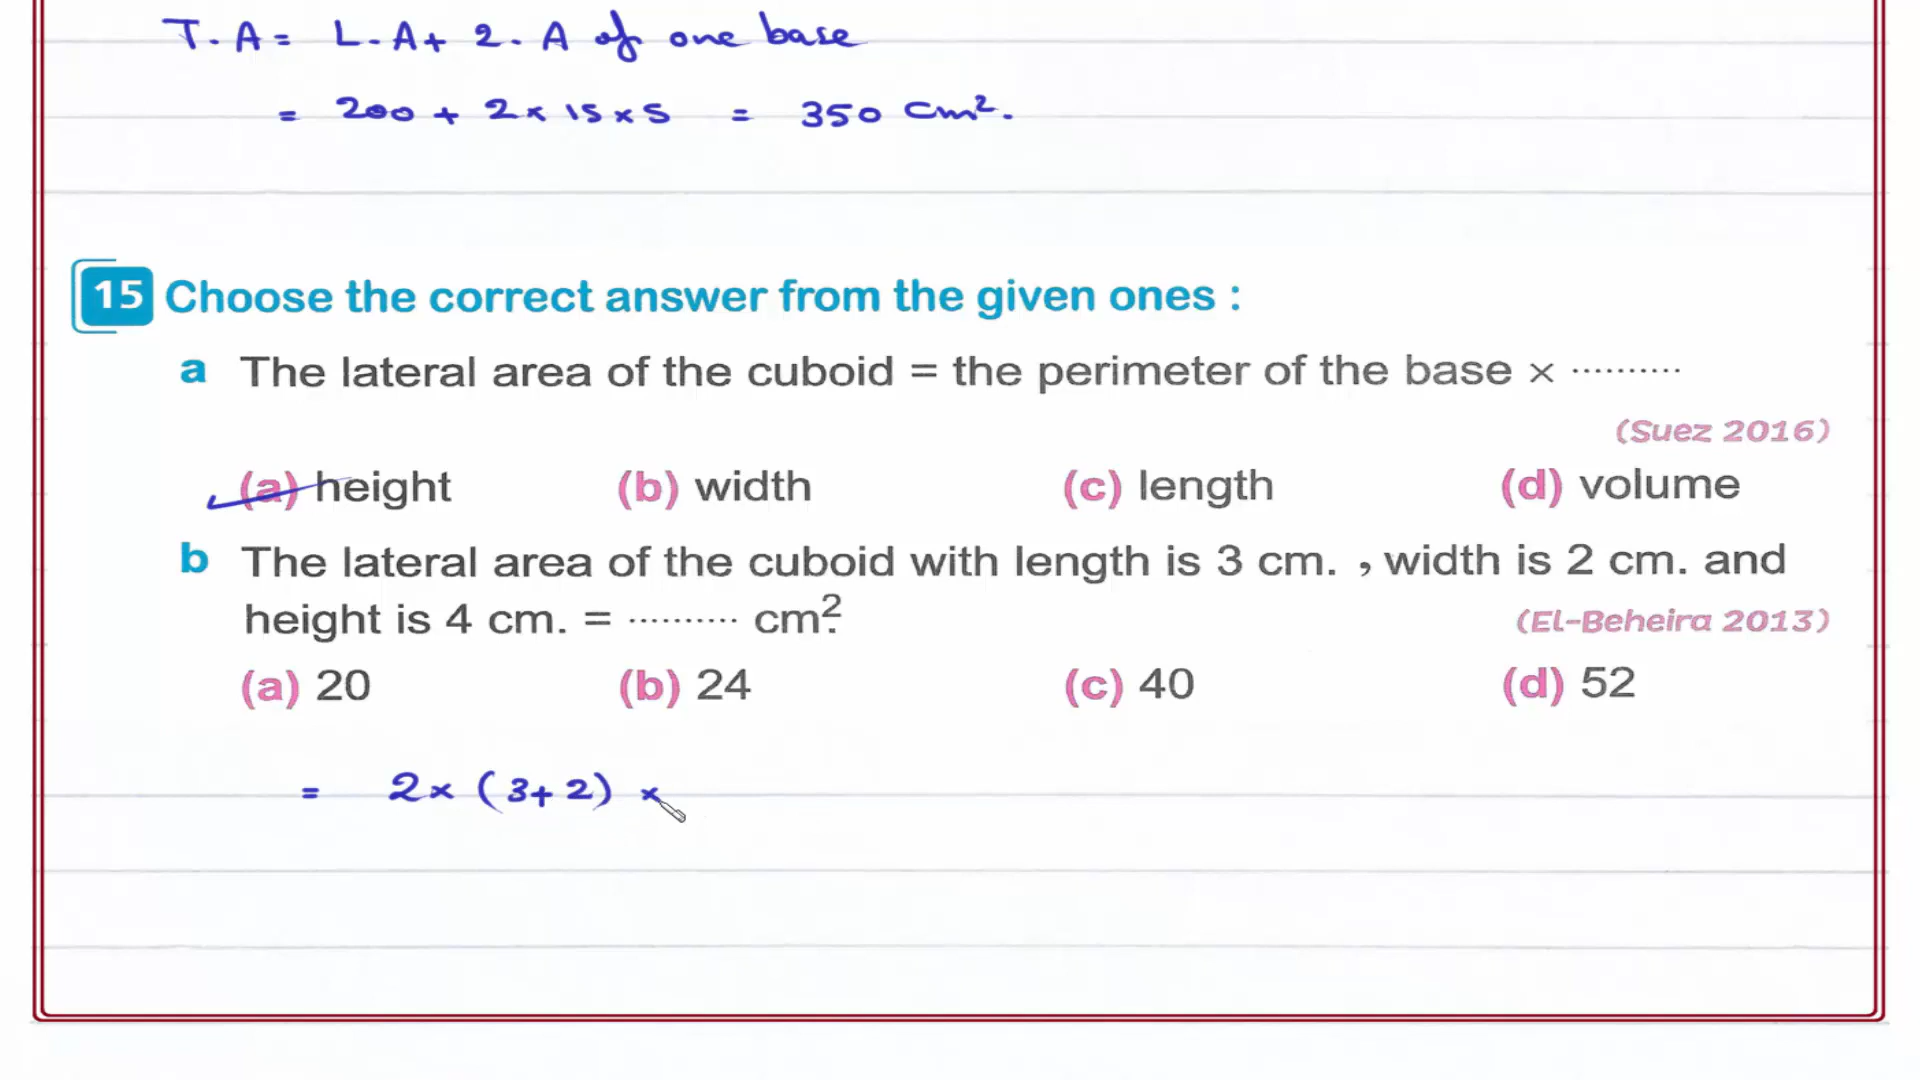 T.A = L.A + 2.A of one base
= 200 + 2 × 15 × 5 = 350 cm².
15 Choose the correct answer from the given ones :
a The lateral area of the cuboid = the perimeter of the base × ..........
(Suez 2016)
(a) height (b) width (c) length (d) volume
b The lateral area of the cuboid with length is 3 cm. , width is 2 cm. and
height is 4 cm. = .......... cm².
(El-Beheira 2013)
(a) 20 (b) 24 (c) 40 (d) 52
= 2 × (3 + 2) ×